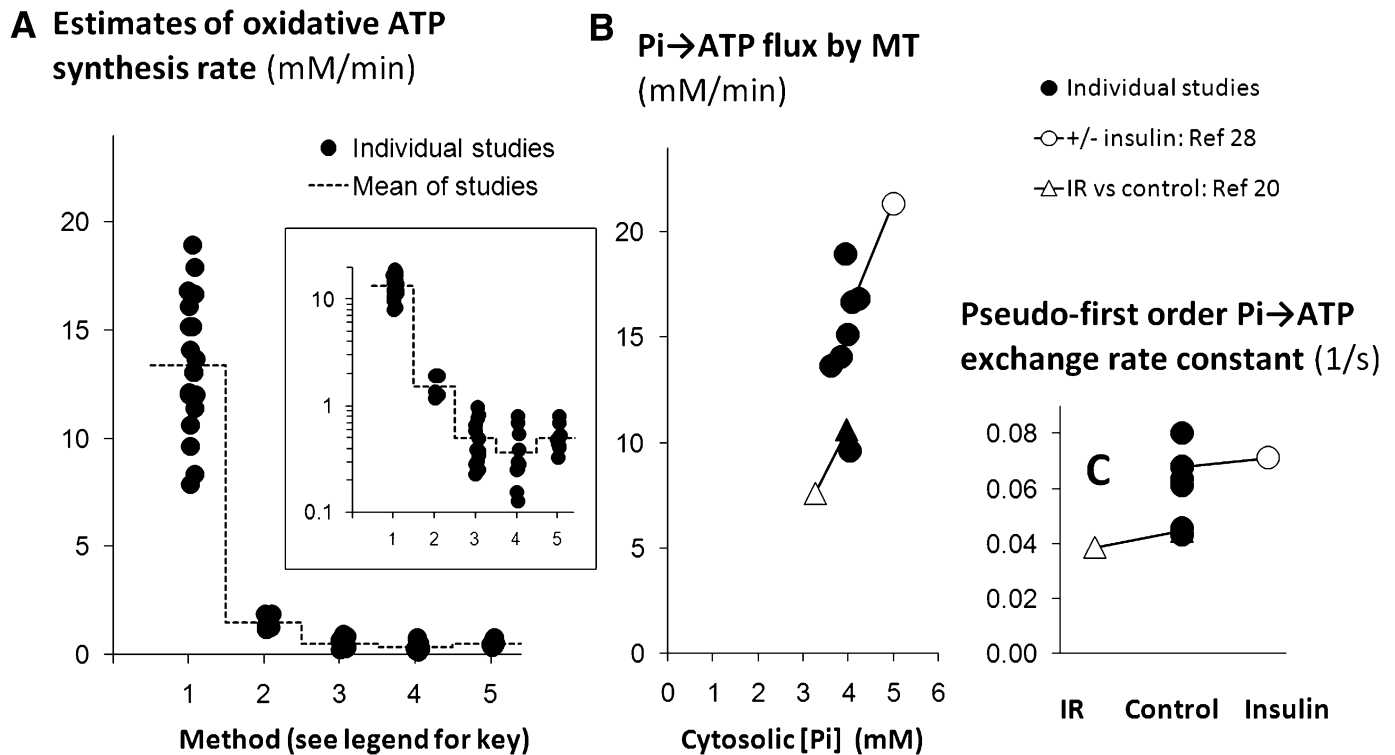 A Estimates of oxidative ATP
synthesis rate (mM/min)
Individual studies
Mean of studies
20
15
10
5
0
10
1
0.1
1 2 3 4 5
1 2 3 4 5
Method (see legend for key)
B Pi→ATP flux by MT
(mM/min)
Individual studies
+/- insulin: Ref 28
IR vs control: Ref 20
20
15
10
5
0
0 1 2 3 4 5 6
Cytosolic [Pi] (mM)
Pseudo-first order Pi→ATP
exchange rate constant (1/s)
C
0.08
0.06
0.04
0.02
0.00
IR Control Insulin